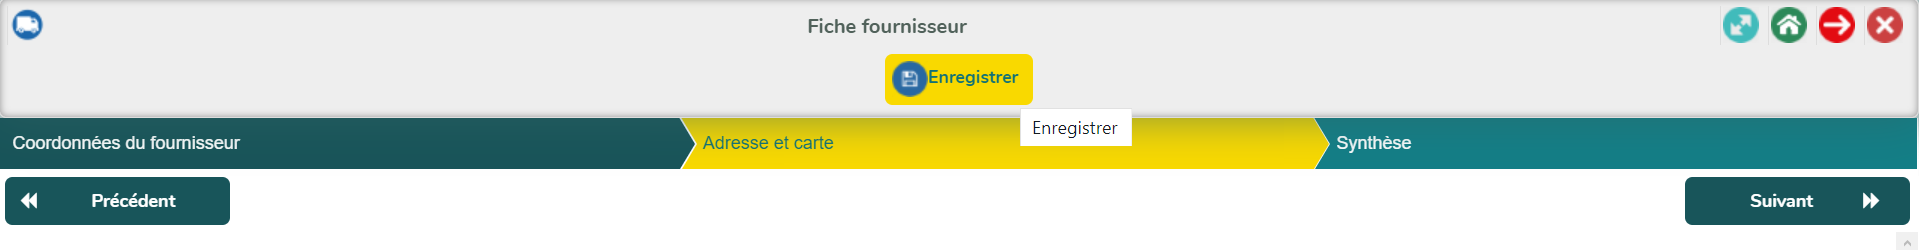 Fiche fournisseur
Enregistrer
Enregistrer
Coordonnées du fournisseur
Adresse et carte
Synthèse
Précédent
Suivant